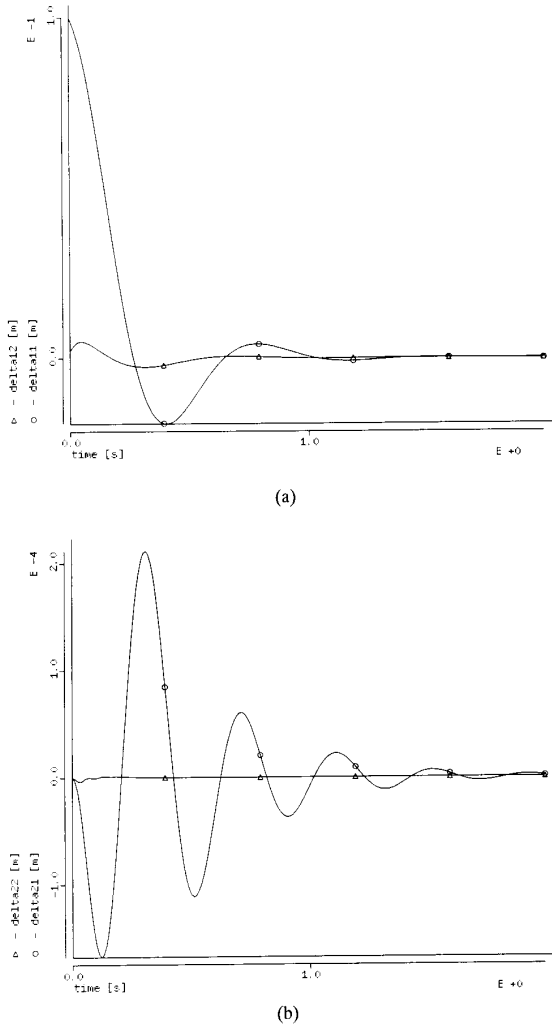 E -1
1.0
0.0
△ - delta12 [m]
○ - delta11 [m]
0.0
1.0
time [s]
E +0
(a)
E -4
2.0
1.0
0.0
-1.0
△ - delta22 [m]
○ - delta21 [m]
0.0
1.0
time [s]
E +0
(b)